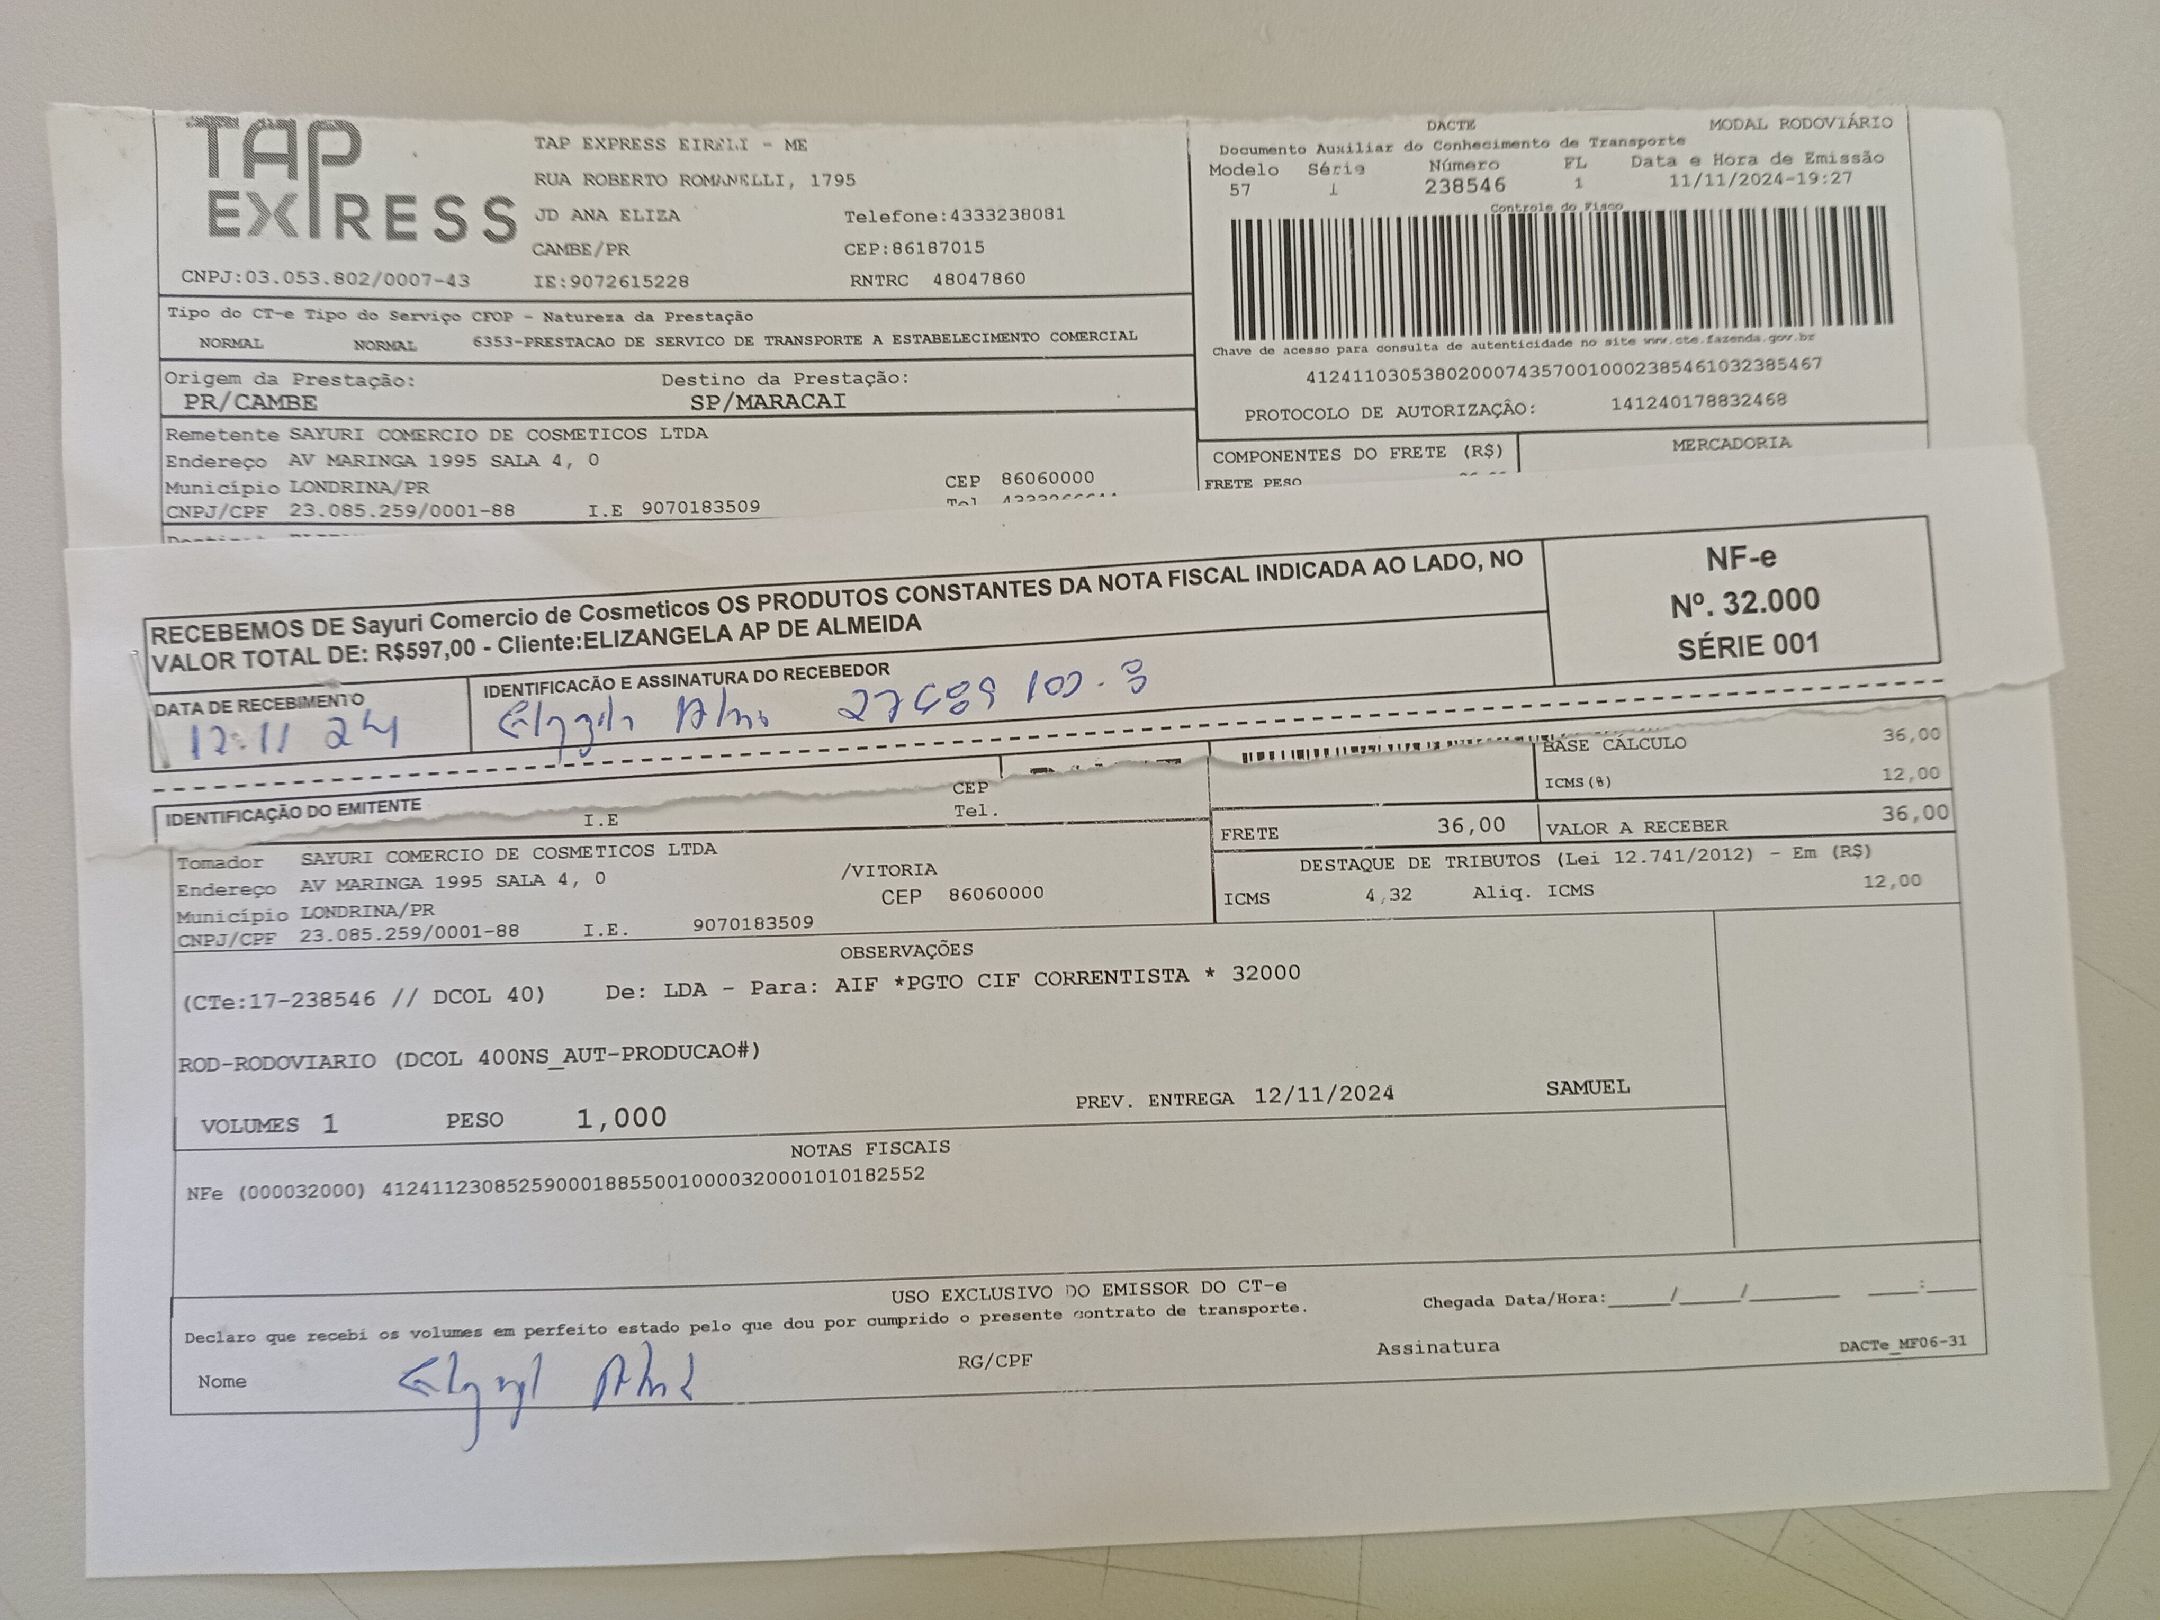 TAP EXPRESS
TAP EXPRESS EIRELI - ME
RUA ROBERTO ROMANELLI, 1795
JD ANA ELIZA Telefone:4333238081
CAMBE/PR CEP:86187015
CNPJ:03.053.802/0007-43 IE:9072615228 RNTRC 48047860
DACTE MODAL RODOVIÁRIO
Documento Auxiliar do Conhecimento de Transporte
Modelo Série Número FL Data e Hora de Emissão
57 1 238546 1 11/11/2024-19:27
Controle do Fisco
Chave de acesso para consulta de autenticidade no site www.cte.fazenda.gov.br
41241103053802000743570010002385461032385467
PROTOCOLO DE AUTORIZAÇÃO: 141240178832468
Tipo do CT-e Tipo do Serviço CFOP - Natureza da Prestação
NORMAL NORMAL 6353-PRESTACAO DE SERVICO DE TRANSPORTE A ESTABELECIMENTO COMERCIAL
Origem da Prestação: Destino da Prestação:
PR/CAMBE SP/MARACAI
Remetente SAYURI COMERCIO DE COSMETICOS LTDA
Endereço AV MARINGA 1995 SALA 4, 0
Município LONDRINA/PR CEP 86060000
CNPJ/CPF 23.085.259/0001-88 I.E 9070183509 Tel
COMPONENTES DO FRETE (R$) MERCADORIA
FRETE PESO
RECEBEMOS DE Sayuri Comercio de Cosmeticos OS PRODUTOS CONSTANTES DA NOTA FISCAL INDICADA AO LADO, NO
VALOR TOTAL DE: R$597,00 - Cliente:ELIZANGELA AP DE ALMEIDA
NF-e
Nº. 32.000
SÉRIE 001
DATA DE RECEBIMENTO IDENTIFICACÃO E ASSINATURA DO RECEBEDOR
12.11 24
IDENTIFICAÇÃO DO EMITENTE
I.E
CEP
Tel.
BASE CÁLCULO 36,00
ICMS(%) 12,00
FRETE 36,00 VALOR A RECEBER 36,00
Tomador SAYURI COMERCIO DE COSMETICOS LTDA
Endereço AV MARINGA 1995 SALA 4, 0 /VITORIA
Município LONDRINA/PR CEP 86060000
CNPJ/CPF 23.085.259/0001-88 I.E. 9070183509
DESTAQUE DE TRIBUTOS (Lei 12.741/2012) - Em (R$)
ICMS 4,32 Aliq. ICMS 12,00
OBSERVAÇÕES
(CTe:17-238546 // DCOL 40) De: LDA - Para: AIF *PGTO CIF CORRENTISTA * 32000
ROD-RODOVIARIO (DCOL 400NS_AUT-PRODUCAO#)
VOLUMES 1 PESO 1,000 PREV. ENTREGA 12/11/2024 SAMUEL
NOTAS FISCAIS
NFe (000032000) 41241123085259000188550010000320001010182552
USO EXCLUSIVO DO EMISSOR DO CT-e
Declaro que recebi os volumes em perfeito estado pelo que dou por cumprido o presente contrato de transporte.
Chegada Data/Hora:_____/_____/_______ ____:____
Nome RG/CPF Assinatura DACTe_MF06-31